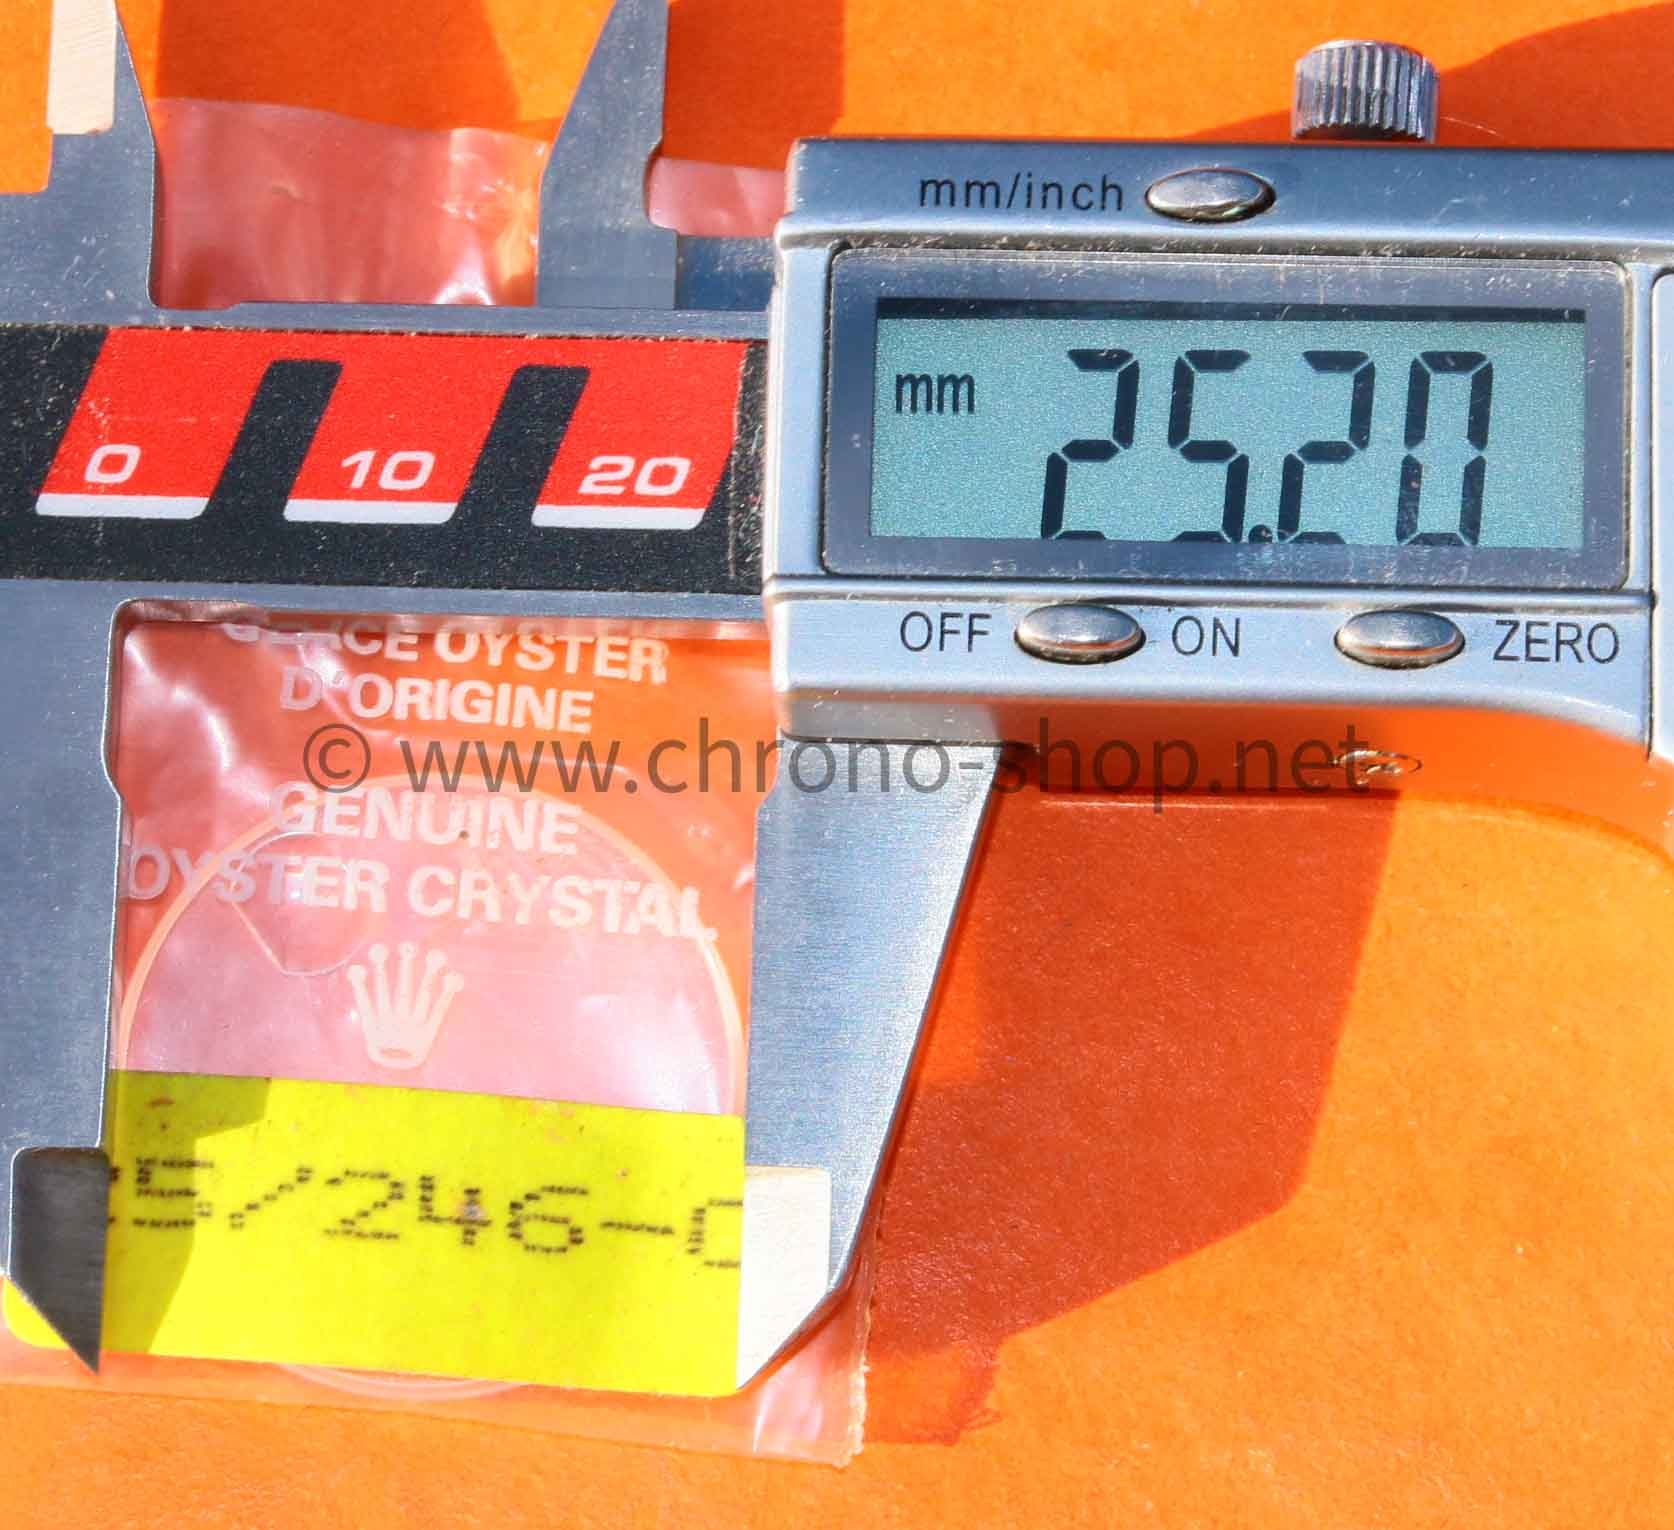 mm/inch
mm 25.20
0 10 20
OFF ON ZERO
OYSTER
D'ORIGINE
© www.chrono-shop.net
GENUINE
OYSTER CRYSTAL
5/246-